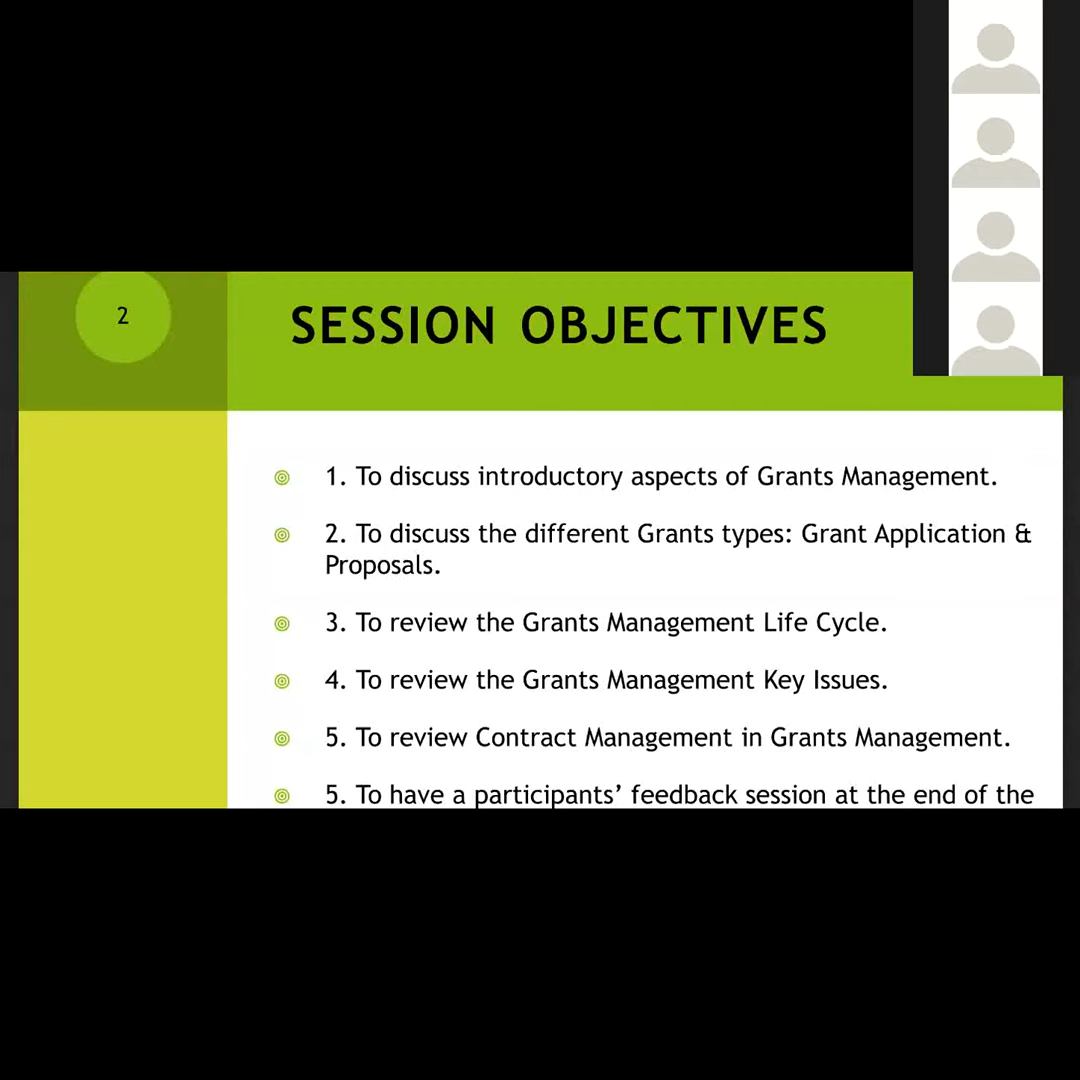 2
SESSION OBJECTIVES
1. To discuss introductory aspects of Grants Management.
2. To discuss the different Grants types: Grant Application &
Proposals.
3. To review the Grants Management Life Cycle.
4. To review the Grants Management Key Issues.
5. To review Contract Management in Grants Management.
5. To have a participants’ feedback session at the end of the